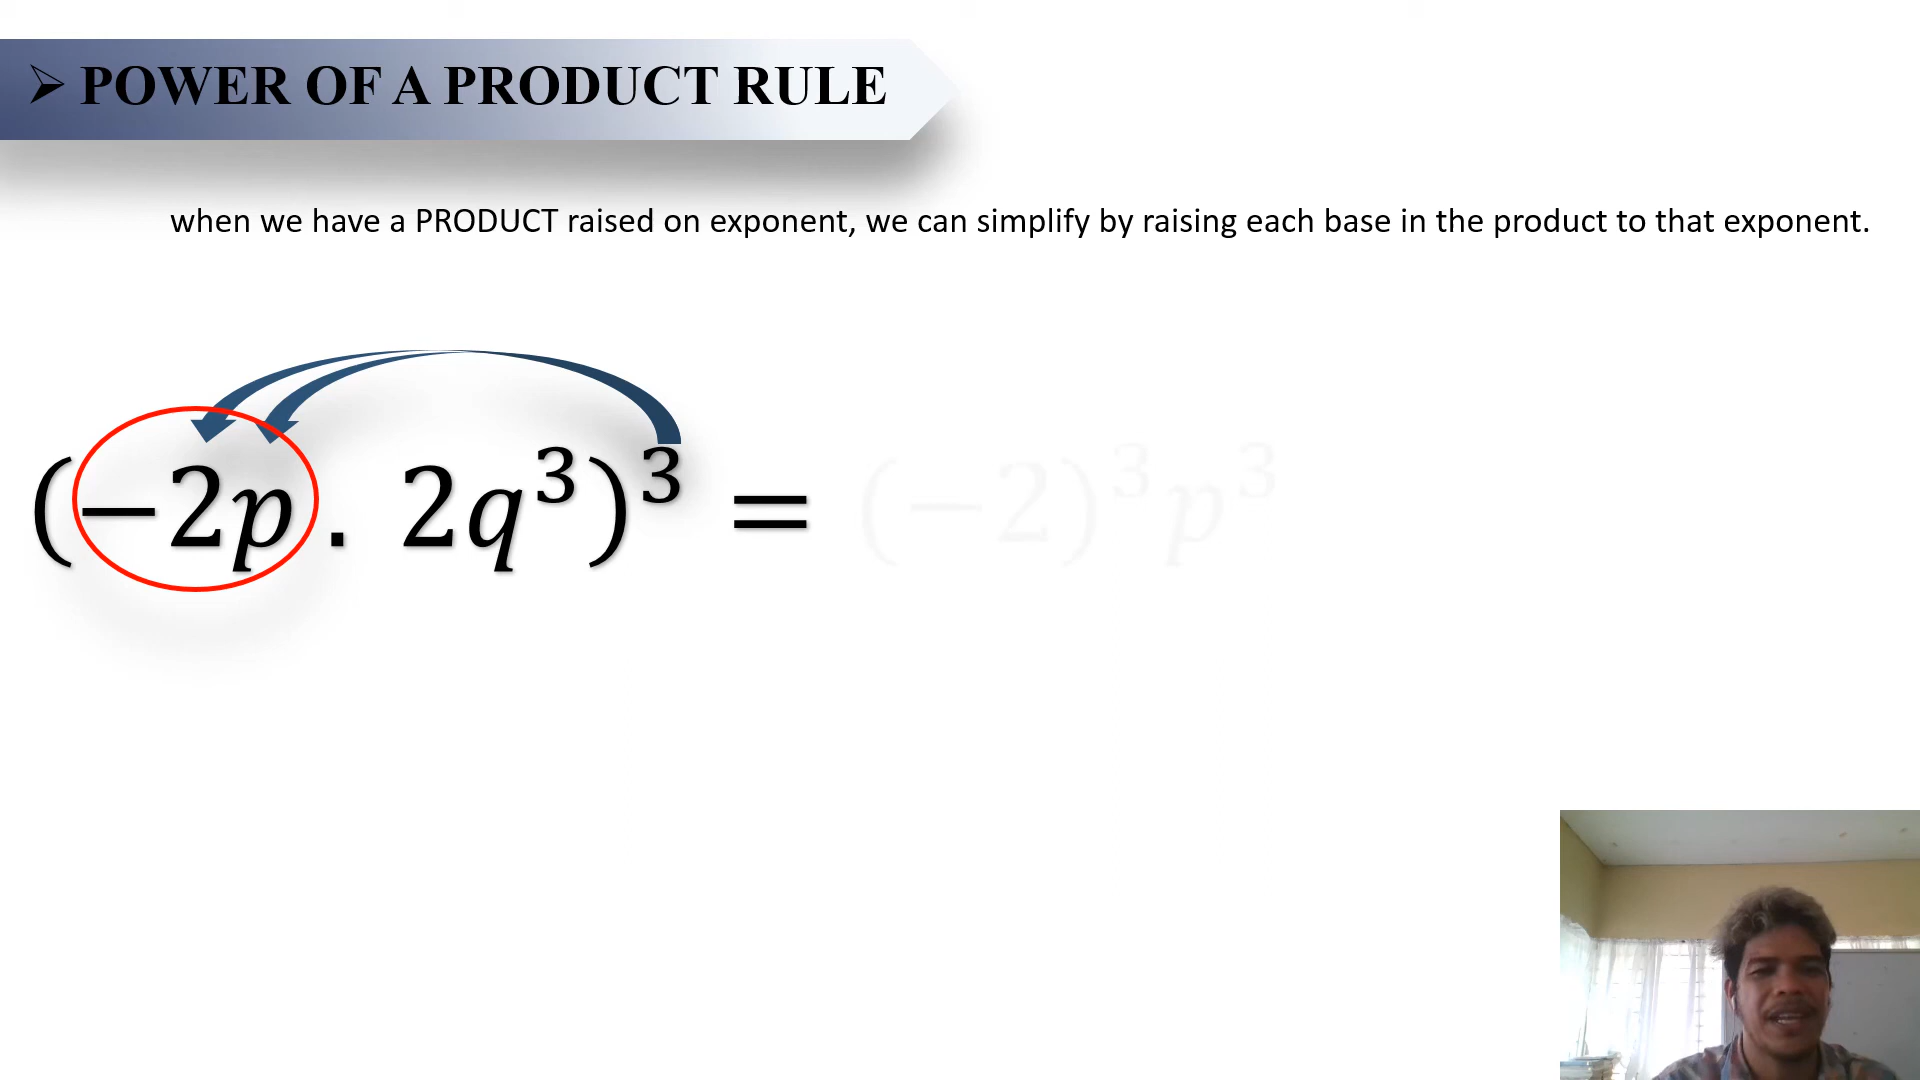 ➢ POWER OF A PRODUCT RULE
when we have a PRODUCT raised on exponent, we can simplify by raising each base in the product to that exponent.
(−2p . 2q³)³ = (−2)³p³